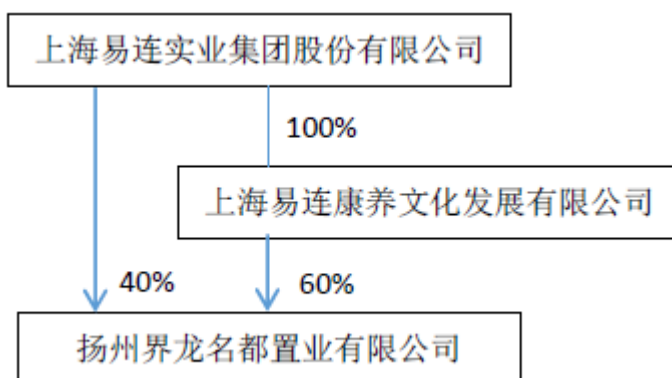 上海易连实业集团股份有限公司
100%
上海易连康养文化发展有限公司
40%
60%
扬州界龙名都置业有限公司